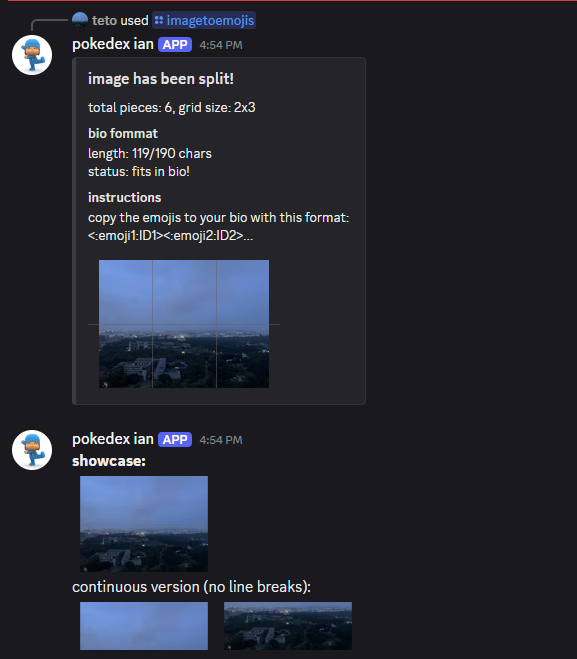 teto used imagetoemojis
pokedex ian APP 4:54 PM
image has been split!
total pieces: 6, grid size: 2x3
bio fommat
length: 119/190 chars
status: fits in bio!
instructions
copy the emojis to your bio with this format:
<:emoji1:ID1><:emoji2:ID2>...
pokedex ian APP 4:54 PM
showcase:
continuous version (no line breaks):